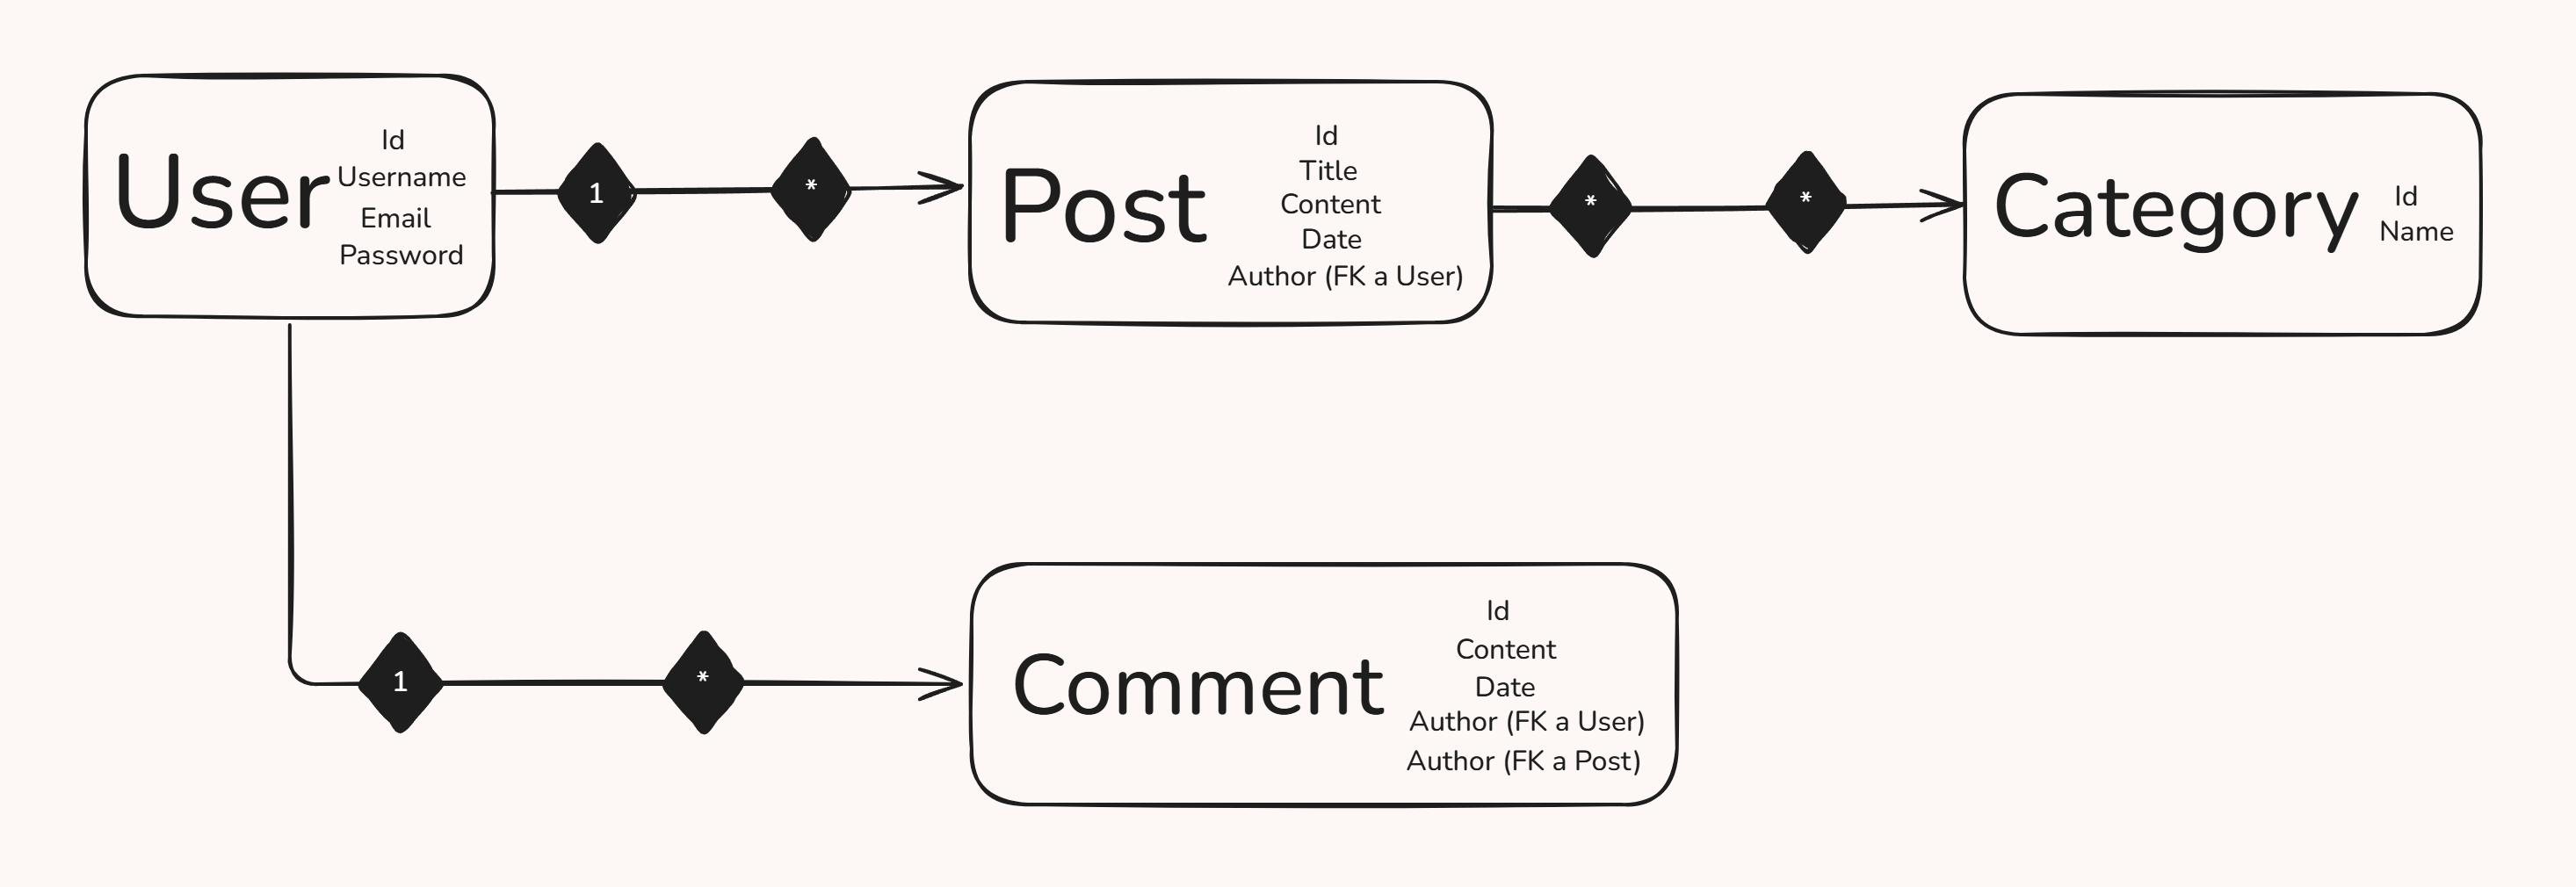 User
Id
Username
Email
Password
1
*
Post
Id
Title
Content
Date
Author (FK a User)
*
*
Category
Id
Name
1
*
Comment
Id
Content
Date
Author (FK a User)
Author (FK a Post)